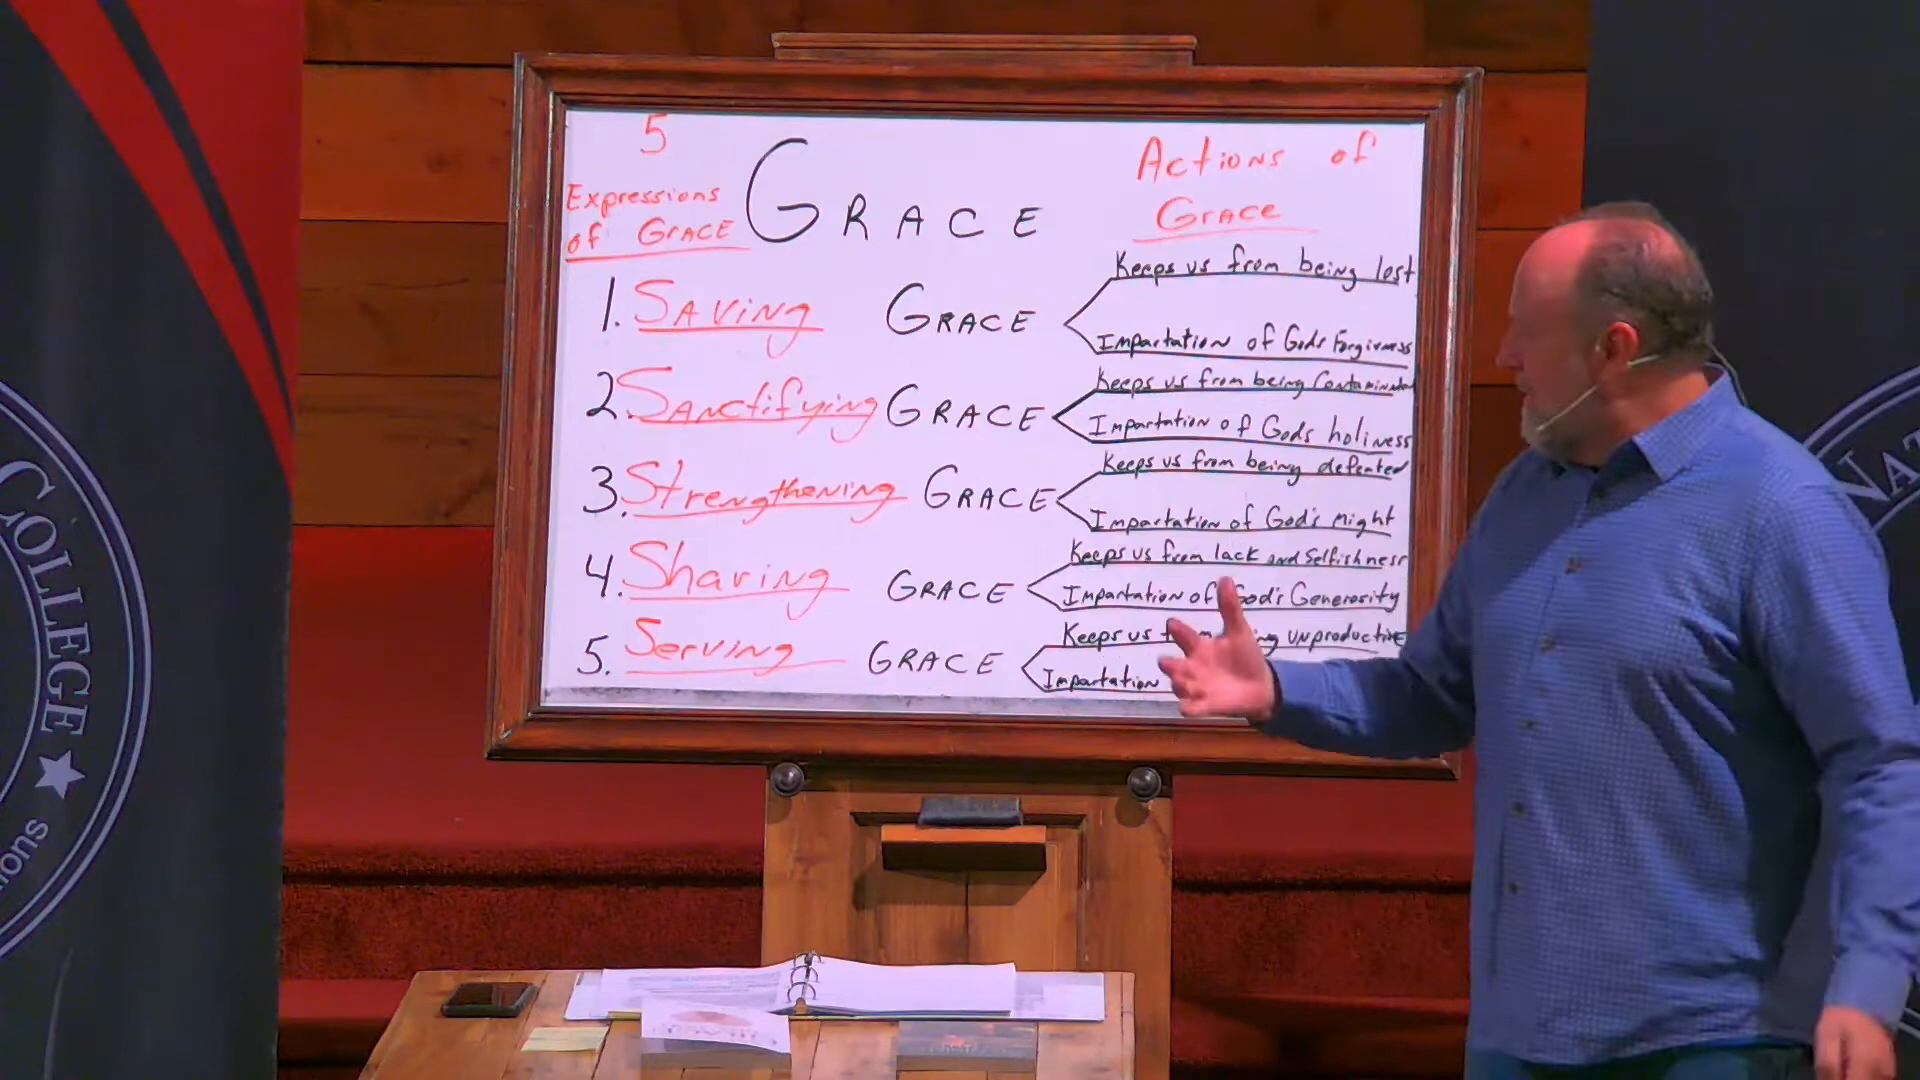 5
Expressions
of GrACE
GRACE
Actions of
Grace
1. SAving GRACE
Keeps us from being lost
Impartation of Gods Forgivness
2. SAnctifying GRACE
Keeps us from being
Impartation of Gods holiness
3. Strengthening GRACE
Keeps us from being defeated
Impartation of God's might
4. Sharing GRACE
Keeps us from lack and Selfishness
Impartation of God's Generosity
5. Serving GRACE
Keeps us unproductive
Impartation
COLLEGE
ions
NAT